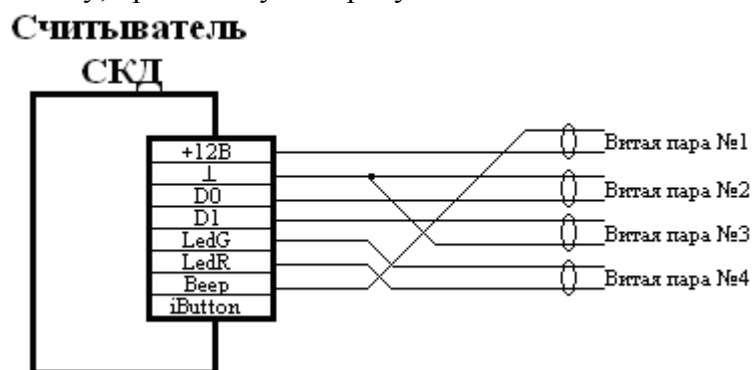 Считыватель
СКД
+12В
⊥
D0
D1
LedG
LedR
Beep
iButton
Витая пара №1
Витая пара №2
Витая пара №3
Витая пара №4